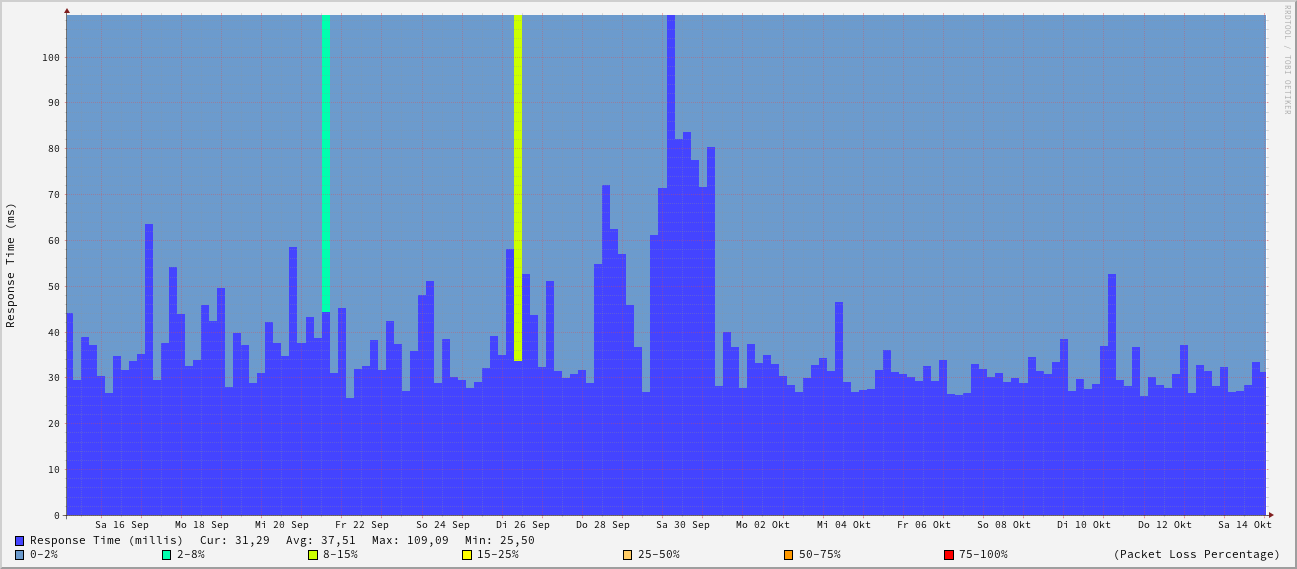 RRDTOOL / TOBI OETIKER
Response Time (ms)
100
90
80
70
60
50
40
30
20
10
0
Sa 16 Sep Mo 18 Sep Mi 20 Sep Fr 22 Sep So 24 Sep Di 26 Sep Do 28 Sep Sa 30 Sep Mo 02 Okt Mi 04 Okt Fr 06 Okt So 08 Okt Di 10 Okt Do 12 Okt Sa 14 Okt
Response Time (millis) Cur: 31,29 Avg: 37,51 Max: 109,09 Min: 25,50
0-2% 2-8% 8-15% 15-25% 25-50% 50-75% 75-100% (Packet Loss Percentage)